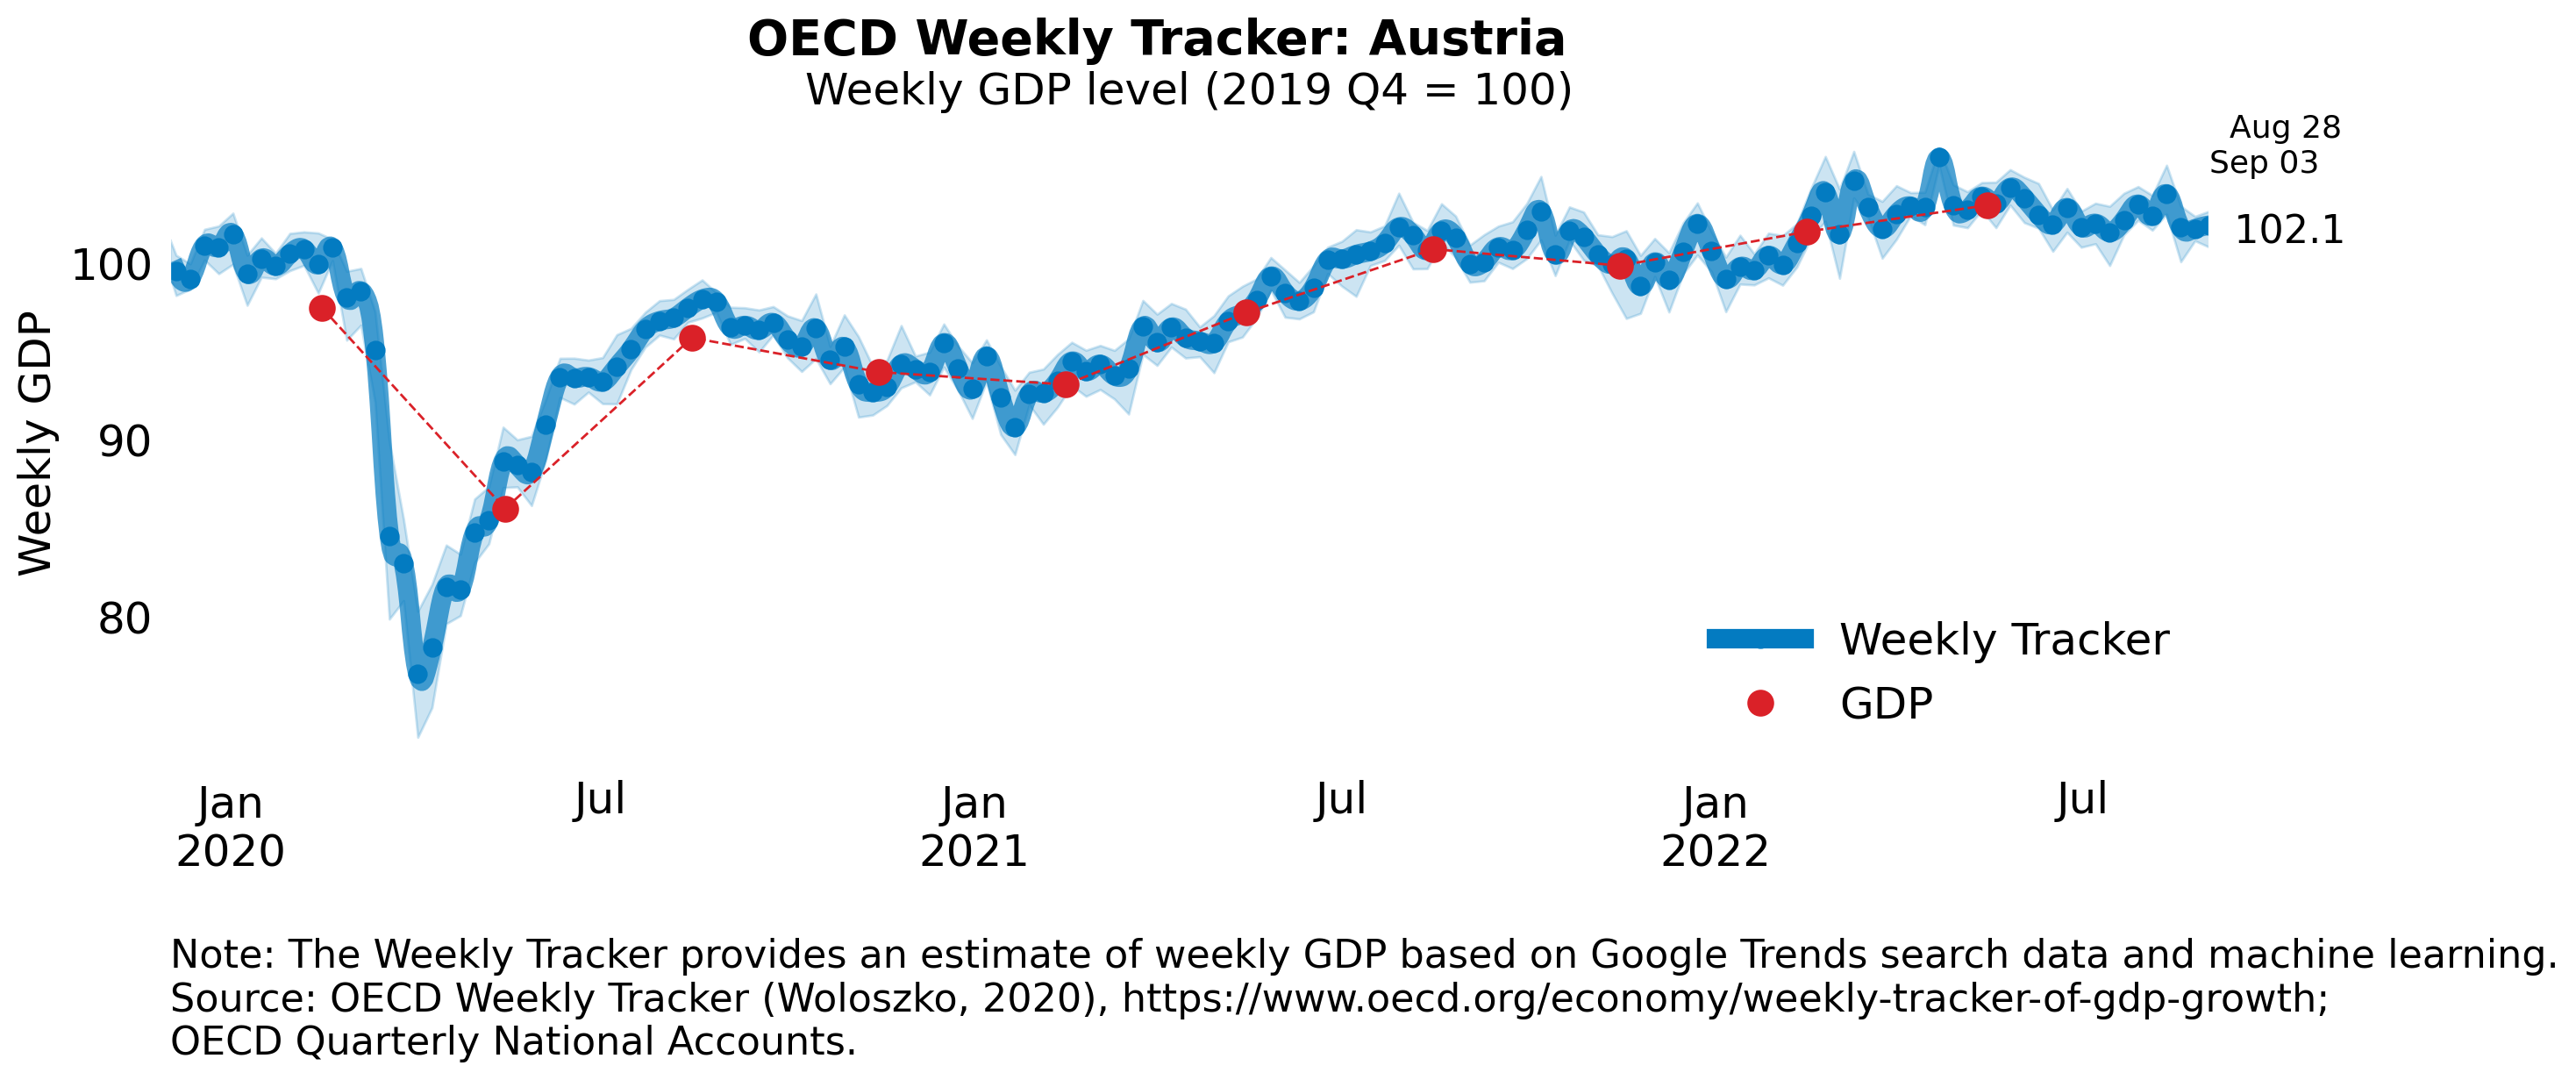 OECD Weekly Tracker: Austria
Weekly GDP level (2019 Q4 = 100)
Aug 28
Sep 03
102.1
Weekly GDP
100
90
80
Weekly Tracker
GDP
Jan
2020
Jul
Jan
2021
Jul
Jan
2022
Jul
Note: The Weekly Tracker provides an estimate of weekly GDP based on Google Trends search data and machine learning.
Source: OECD Weekly Tracker (Woloszko, 2020), https://www.oecd.org/economy/weekly-tracker-of-gdp-growth;
OECD Quarterly National Accounts.